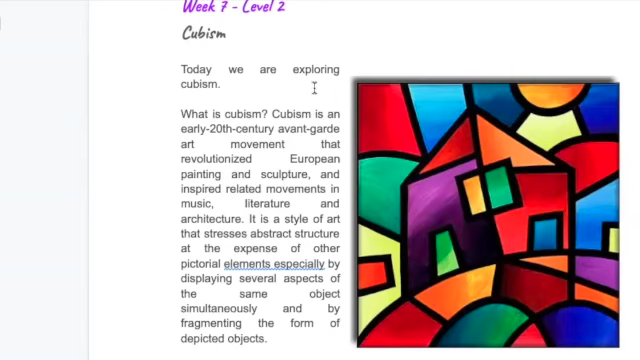 Week 7 - Level 2
Cubism
Today we are exploring
cubism.
What is cubism? Cubism is an
early-20th-century avant-garde
art movement that
revolutionized European
painting and sculpture, and
inspired related movements in
music, literature and
architecture. It is a style of art
that stresses abstract structure
at the expense of other
pictorial elements especially by
displaying several aspects of
the same object
simultaneously and by
fragmenting the form of
depicted objects.